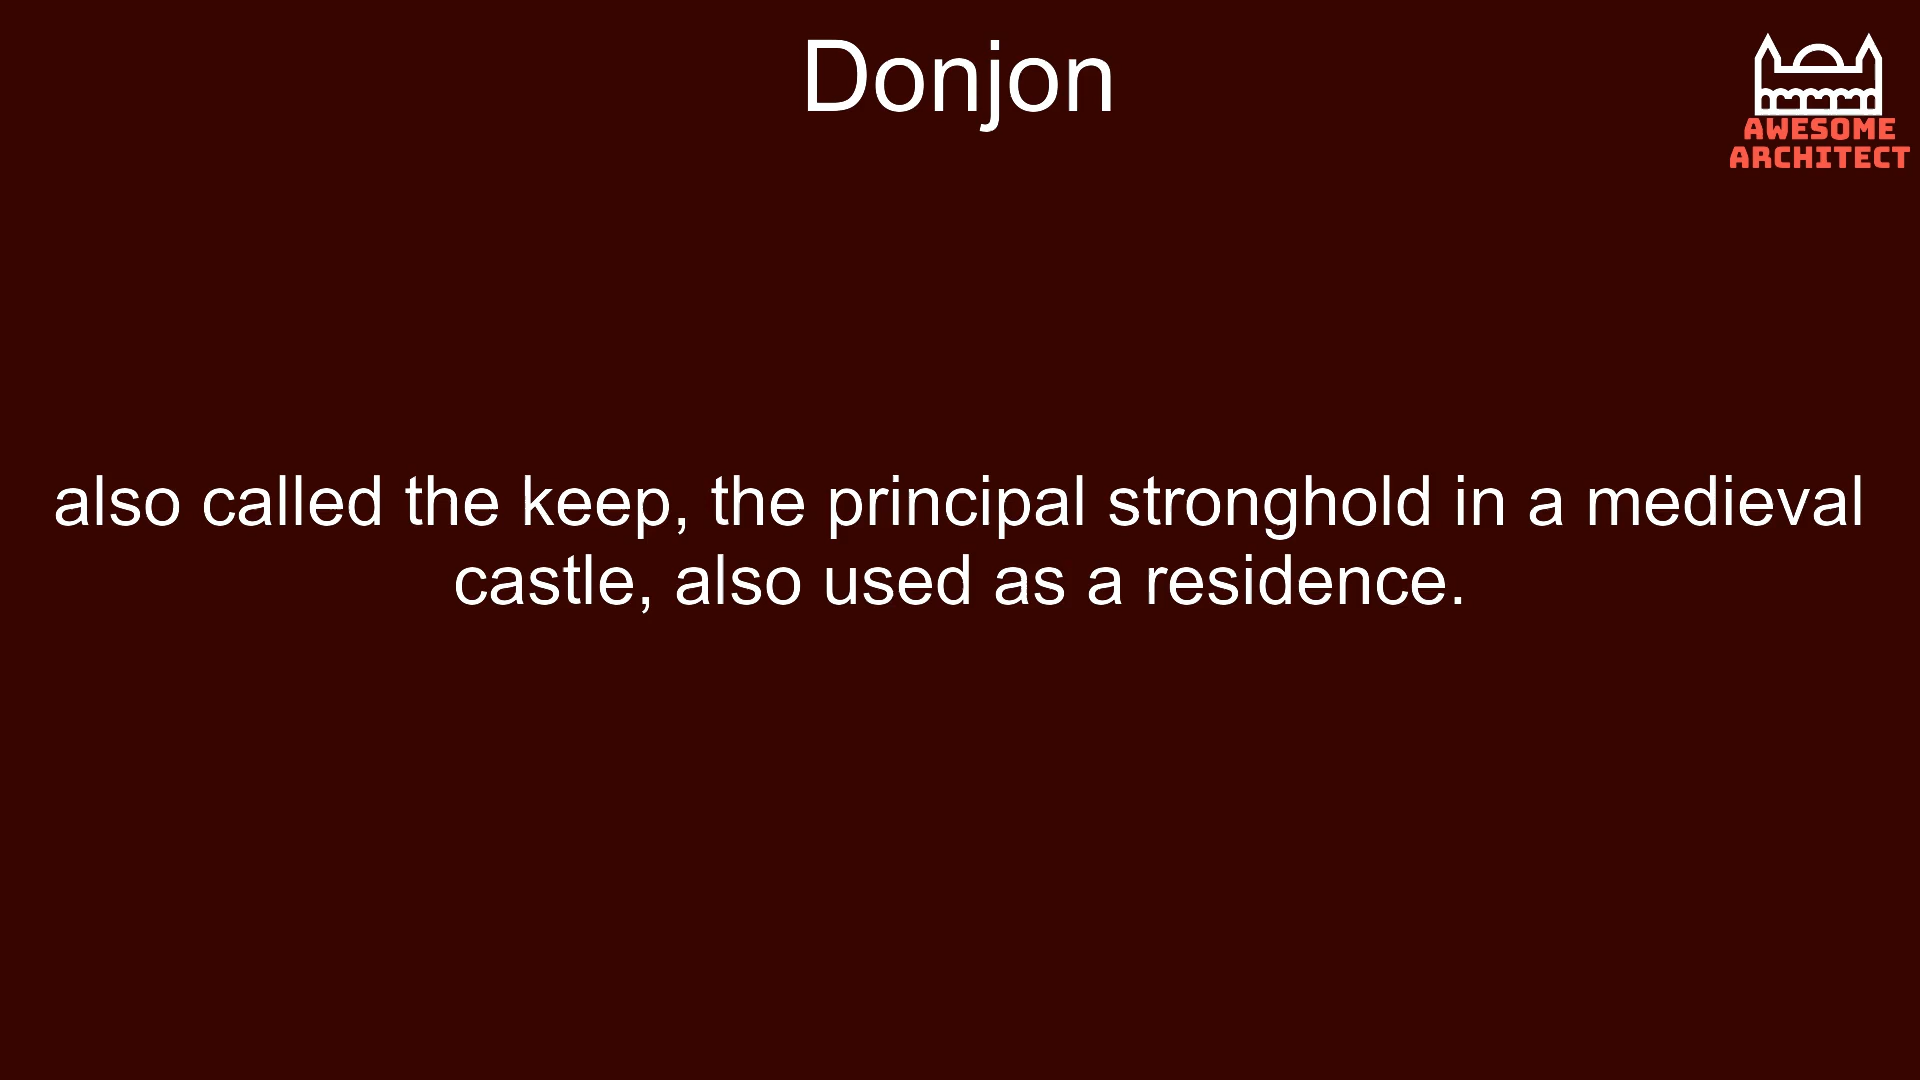 Donjon
AWESOME
ARCHITECT
also called the keep, the principal stronghold in a medieval
castle, also used as a residence.